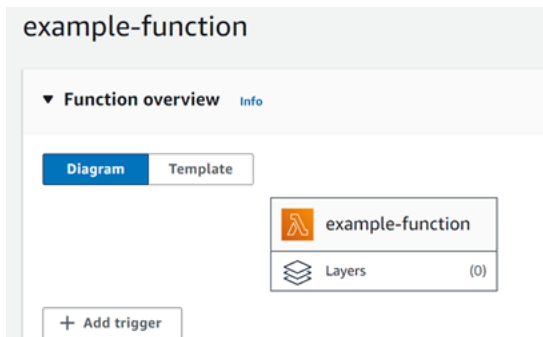 example-function
▼ Function overview Info
Diagram Template
example-function
Layers (0)
+ Add trigger